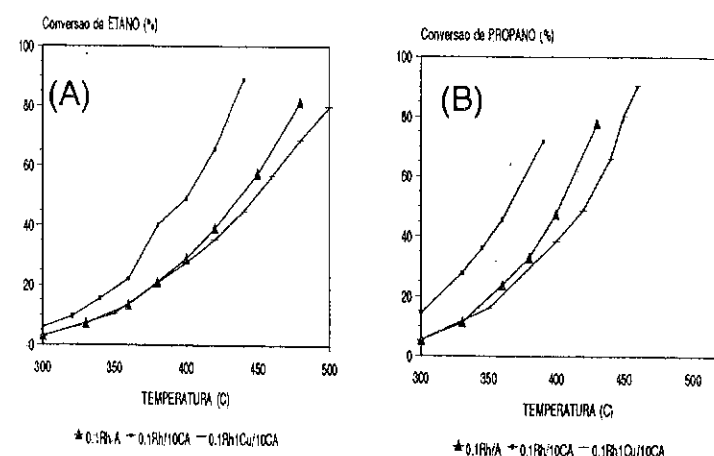 Conversao de ETANO (%)
100
80
60
40
20
0
(A)
300
350
400
450
500
TEMPERATURA (C)
0.1Rh-A 0.1Rh/10CA 0.1Rh1Cu/10CA
Conversao de PROPANO (%)
100
80
60
40
20
0
(B)
300
350
400
450
500
TEMPERATURA (C)
0.1Rh/A 0.1Rh/10CA 0.1Rh1Cu/10CA